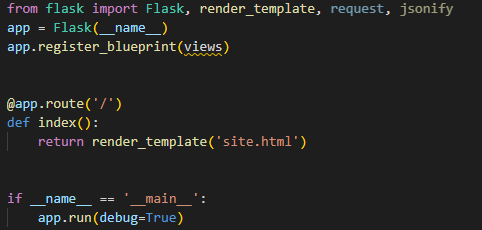 from flask import Flask, render_template, request, jsonify
app = Flask(__name__)
app.register_blueprint(views)
@app.route('/')
def index():
    return render_template('site.html')
if __name__ == '__main__':
    app.run(debug=True)